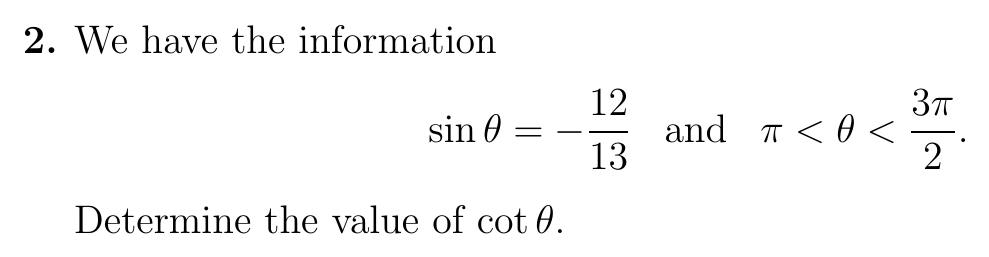 2. We have the information
sin θ = −12/13 and π < θ < 3π/2.
Determine the value of cot θ.